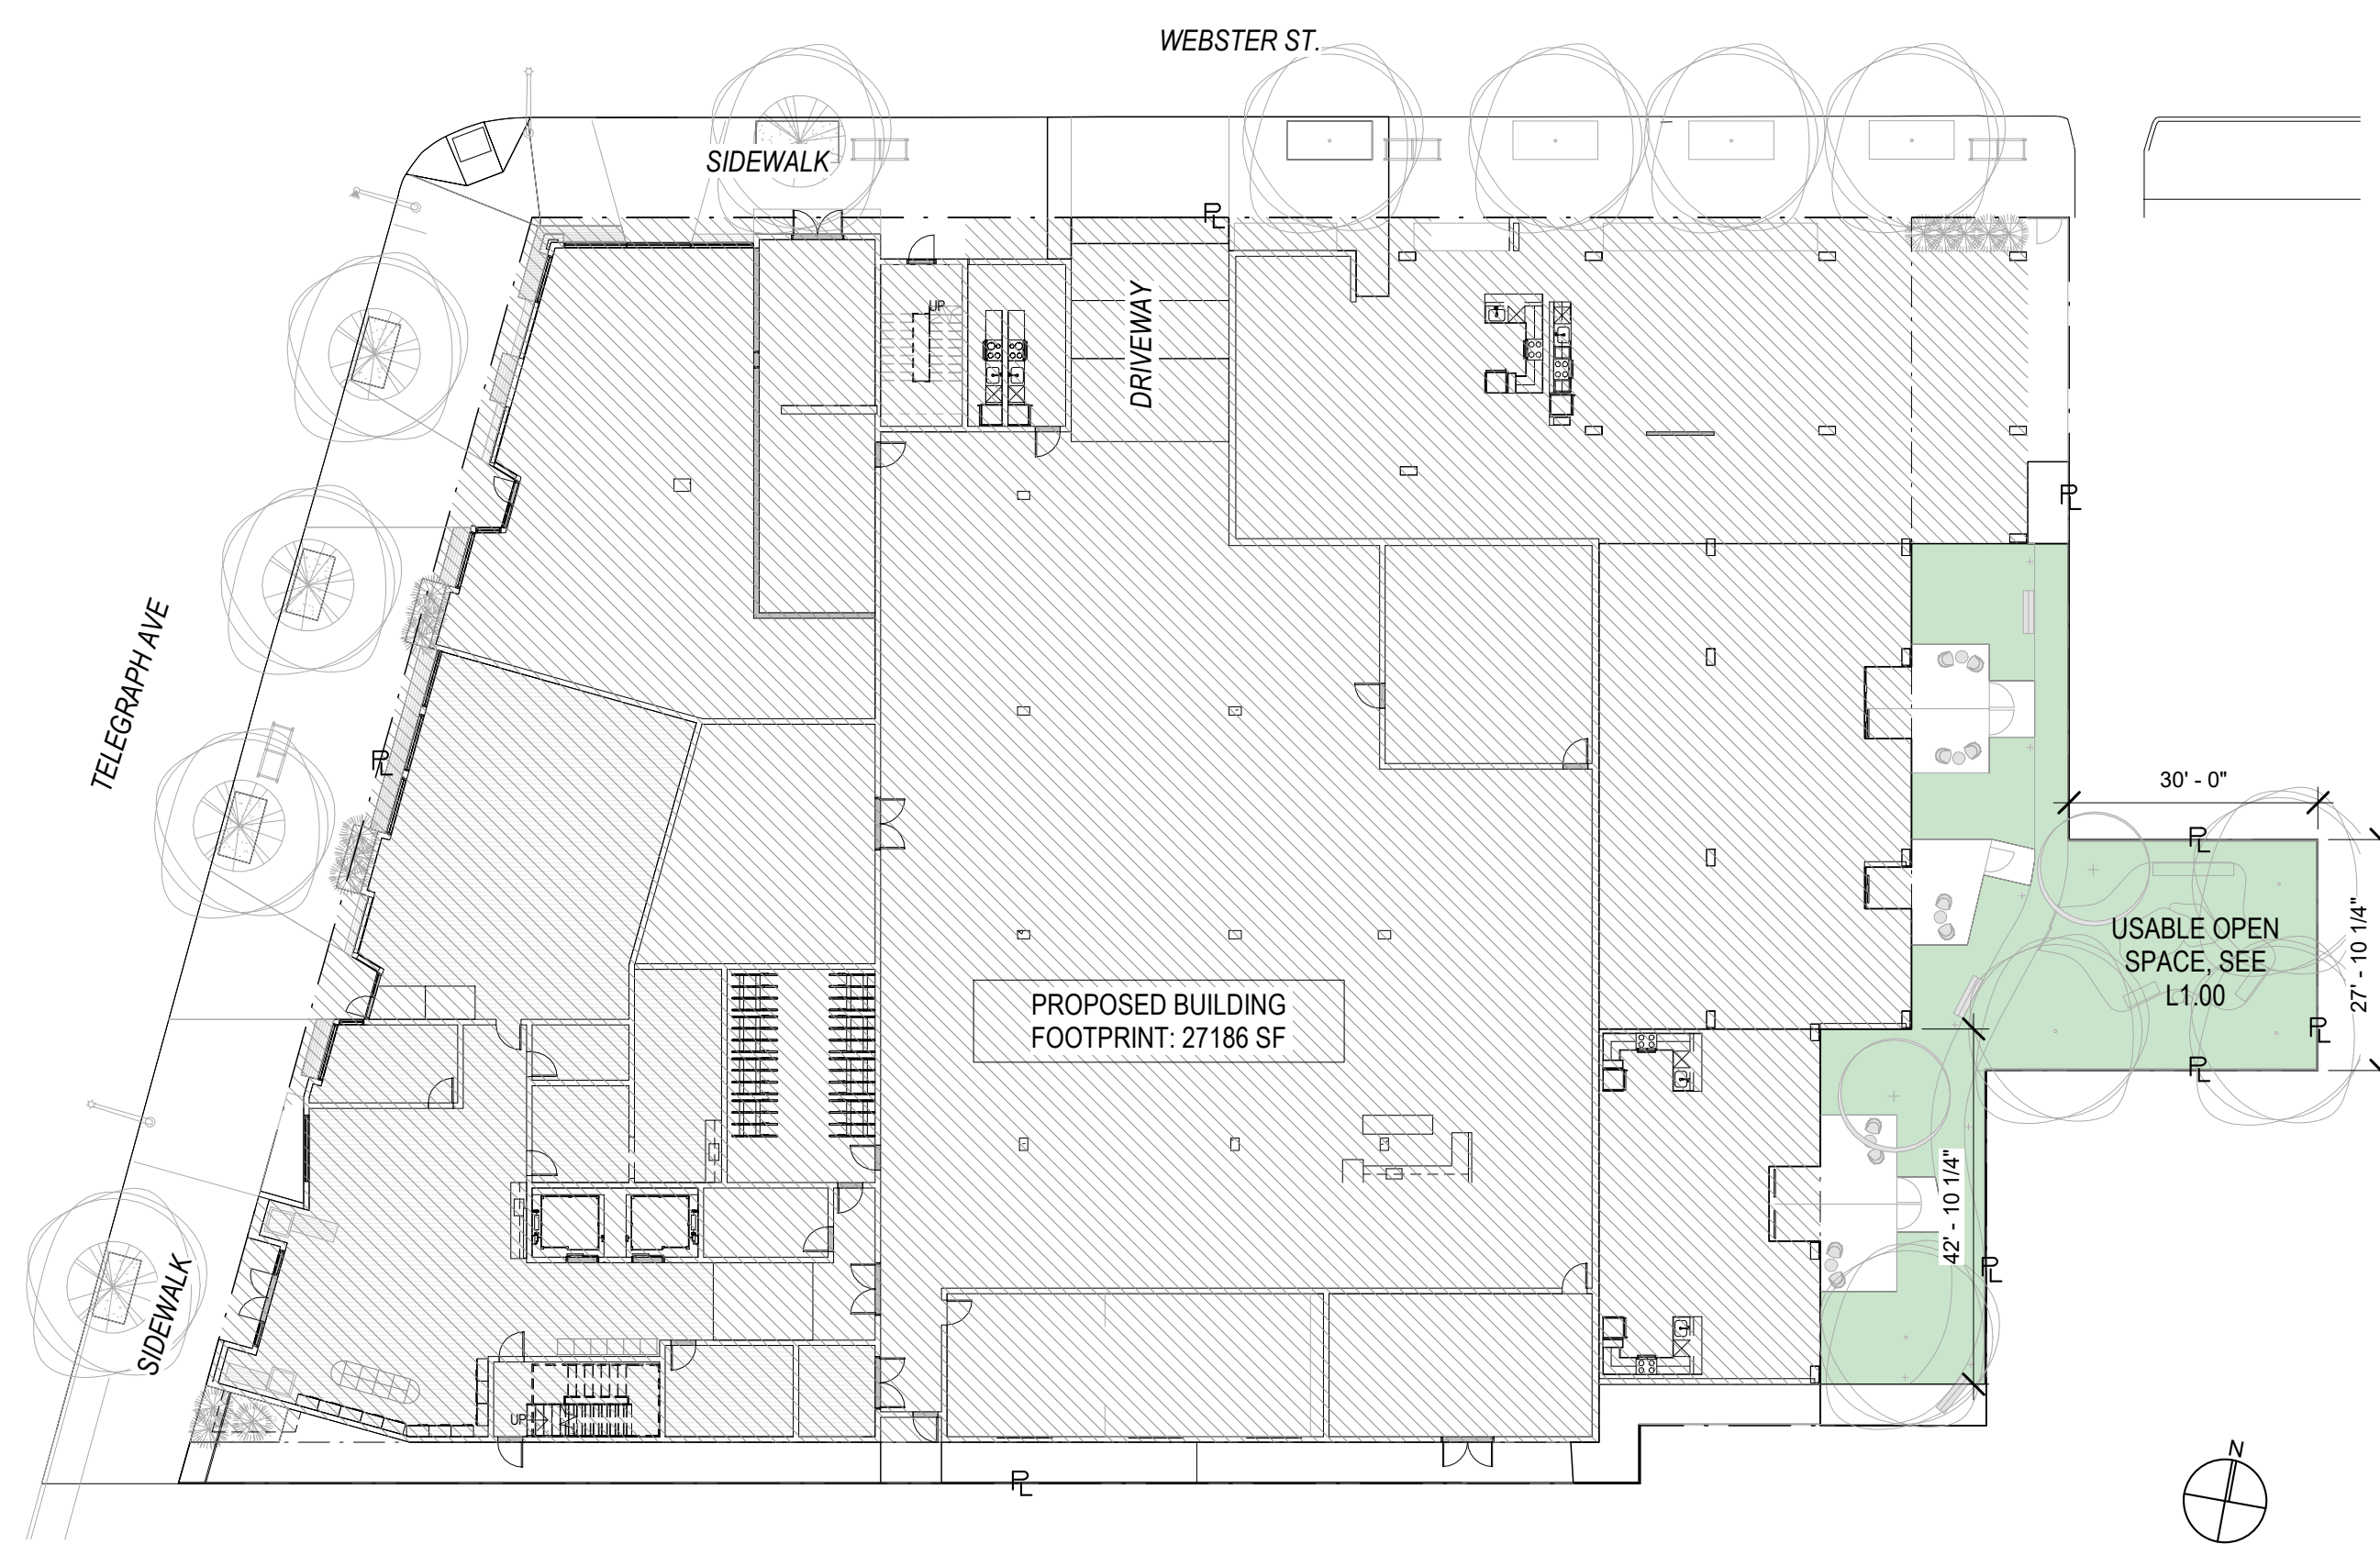 WEBSTER ST.
SIDEWALK
PL
UP
DRIVEWAY
PL
TELEGRAPH AVE
PL
30' - 0"
PL
USABLE OPEN
SPACE, SEE
L1.00
27' - 10 1/4"
PROPOSED BUILDING
FOOTPRINT: 27186 SF
PL
PL
42' - 10 1/4"
PL
SIDEWALK
UP
PL
N